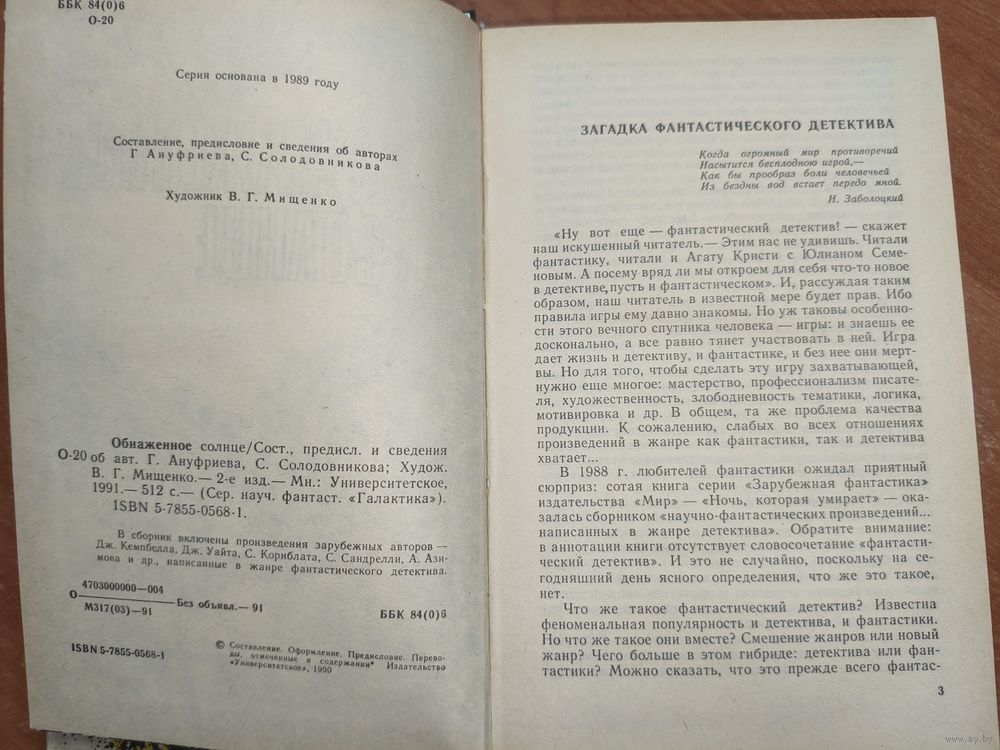 ББК 84(0)6
О-20
Серия основана в 1989 году
Составление, предисловие и сведения об авторах
Г Ануфриева, С. Солодовникова
Художник В. Г. Мищенко
Обнаженное солнце/Сост., предисл. и сведения
О-20 об авт. Г. Ануфриева, С. Солодовникова; Худож.
В. Г. Мищенко.— 2-е изд.— Мн.: Университетское,
1991.— 512 с.— (Сер. науч. фантаст. «Галактика»).
ISBN 5-7855-0568-1.
В сборник включены произведения зарубежных авторов —
Дж. Кемпбелла, Дж. Уайта, С. Корнблата, С. Сандрелли, А. Ази-
мова и др., написанные в жанре фантастического детектива.
4703000000—004
О Без объявл.— 91
М317(03)—91
ББК 84(0)6
ISBN 5-7855-0568-1
© Составление. Оформление. Предисловие. Перево-
ды, отмеченные в содержании* Издательство
«Университетское», 1990
ЗАГАДКА ФАНТАСТИЧЕСКОГО ДЕТЕКТИВА
Когда огромный мир противоречий
Насытится бесплодною игрой,—
Как бы прообраз боли человечьей
Из бездны вод встает передо мной.
Н. Заболоцкий
«Ну вот еще — фантастический детектив! — скажет
наш искушенный читатель.— Этим нас не удивишь. Читали
фантастику, читали и Агату Кристи с Юлианом Семе-
новым. А посему вряд ли мы откроем для себя что-то новое
в детективе, пусть и фантастическом». И, рассуждая таким
образом, наш читатель в известной мере будет прав. Ибо
правила игры ему давно знакомы. Но уж таковы особенно-
сти этого вечного спутника человека — игры: и знаешь ее
досконально, а все равно тянет участвовать в ней. Игра
дает жизнь и детективу, и фантастике, и без нее они мерт-
вы. Но для того, чтобы сделать эту игру захватывающей,
нужно еще многое: мастерство, профессионализм писате-
ля, художественность, злободневность тематики, логика,
мотивировка и др. В общем, та же проблема качества
продукции. К сожалению, слабых во всех отношениях
произведений в жанре как фантастики, так и детектива
хватает...
В 1988 г. любителей фантастики ожидал приятный
сюрприз: сотая книга серии «Зарубежная фантастика»
издательства «Мир» — «Ночь, которая умирает» — ока-
залась сборником «научно-фантастических произведений...
написанных в жанре детектива». Обратите внимание:
в аннотации книги отсутствует словосочетание «фантасти-
ческий детектив». И это не случайно, поскольку на се-
годняшний день ясного определения, что же это такое,
нет.
Что же такое фантастический детектив? Известна
феноменальная популярность и детектива, и фантастики.
Но что же такое они вместе? Смешение жанров или новый
жанр? Чего больше в этом гибриде: детектива или фан-
тастики? Можно сказать, что это прежде всего фантас-
3
www.ay.by